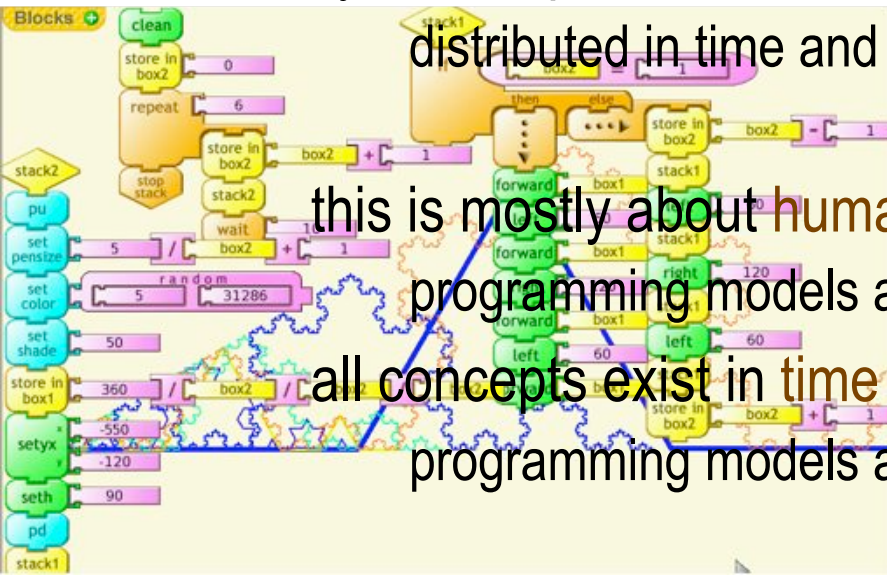 Blocks
clean
stack1
distributed in time and
store in box2 0
box2 = 1
repeat 6
then else
store in box2 box2 - 1
store in box2 box2 + 1
stack2
stop stack
stack2
forward box1
stack1
pu
wait
this is mostly about huma
set pensize 5 / box2 + 1
forward box1
stack1
random
right 120
set color 5 31286
programming models a
forward box1
set shade 50
left 60
left 60
store in box1 360 / box2 /
all concepts exist in time
store in box2 box2 + 1
setyx x -550
y -120
programming models a
seth 90
pd
stack1